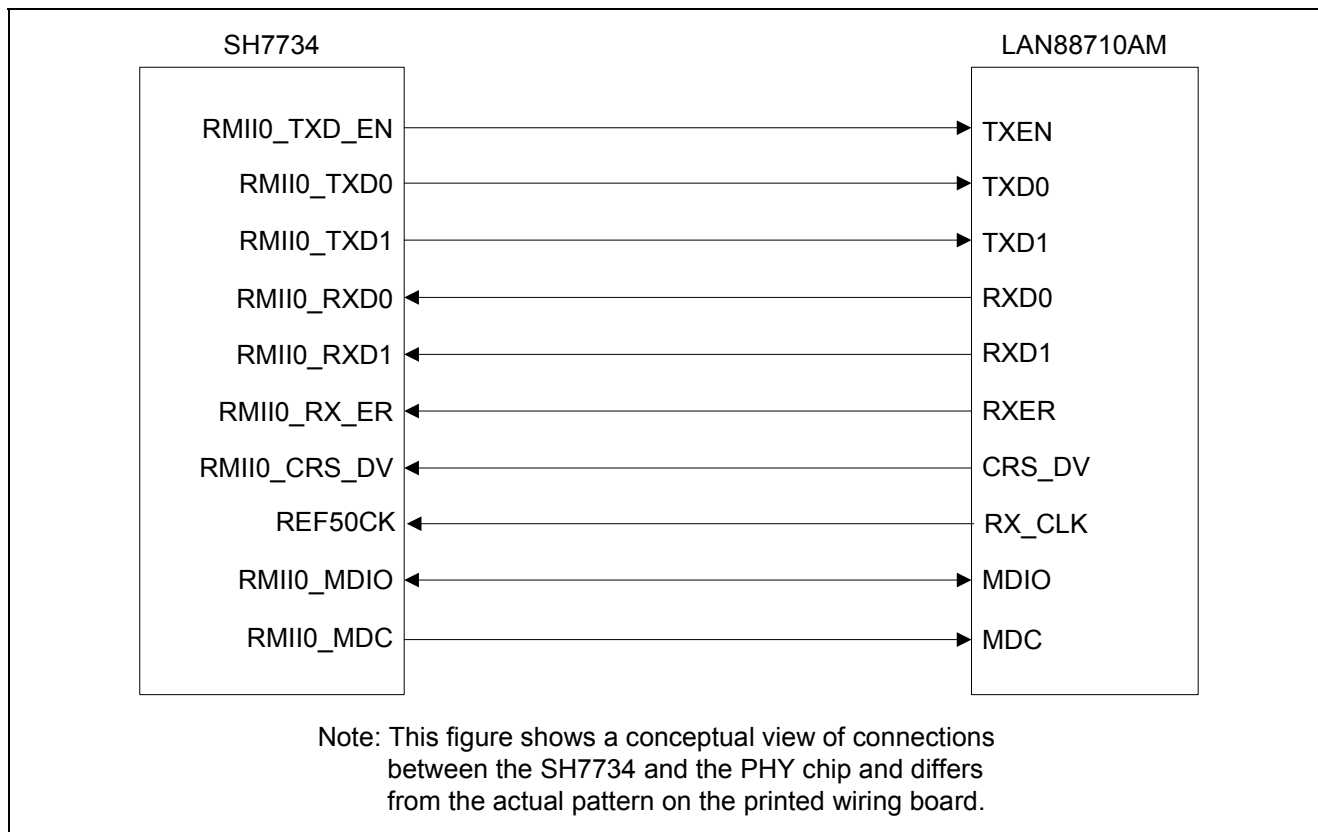 SH7734
LAN88710AM
RMII0_TXD_EN
TXEN
RMII0_TXD0
TXD0
RMII0_TXD1
TXD1
RMII0_RXD0
RXD0
RMII0_RXD1
RXD1
RMII0_RX_ER
RXER
RMII0_CRS_DV
CRS_DV
REF50CK
RX_CLK
RMII0_MDIO
MDIO
RMII0_MDC
MDC
Note: This figure shows a conceptual view of connections
between the SH7734 and the PHY chip and differs
from the actual pattern on the printed wiring board.